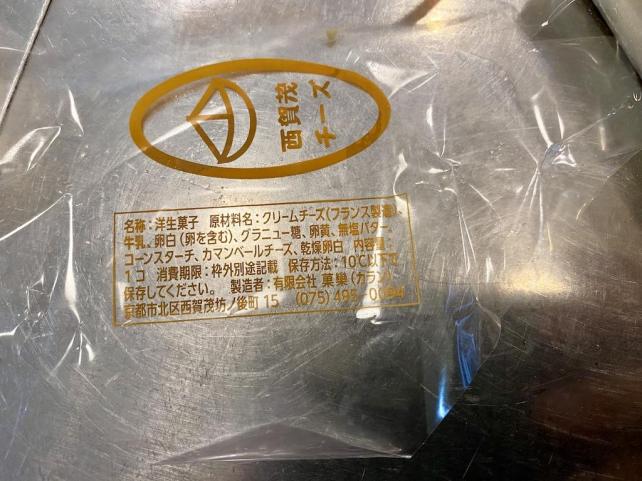 西賀茂
チーズ
名称：洋生菓子　原材料名：クリームチーズ（フランス製造）、
牛乳、卵白（卵を含む）、グラニュー糖、卵黄、無塩バター、
コーンスターチ、カマンベールチーズ、乾燥卵白　内容量：
1コ　消費期限：枠外別途記載　保存方法：10℃以下で
保存してください。　製造者：有限会社 菓樂（カラン）
京都市北区西賀茂坊ノ後町15　(075) 495-0094